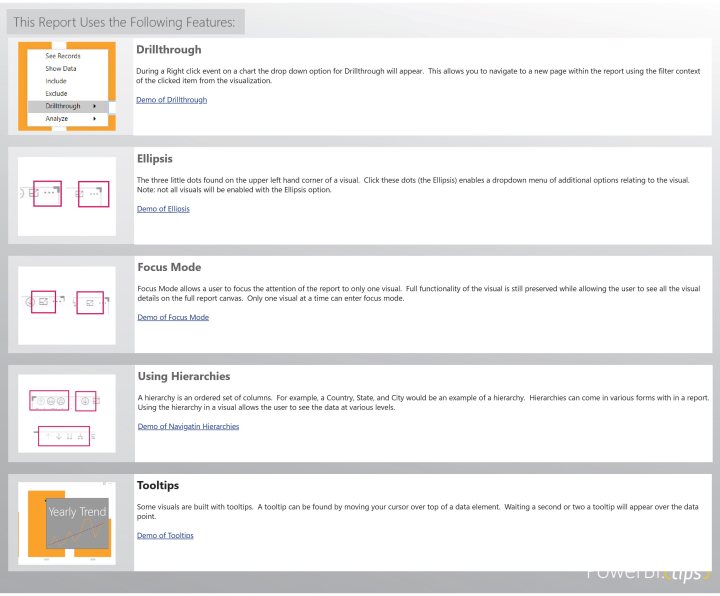 This Report Uses the Following Features:
See Records
Show Data
Include
Exclude
Drillthrough
Analyze
Drillthrough
During a Right click event on a chart the drop down option for Drillthrough will appear.  This allows you to navigate to a new page within the report using the filter context
of the clicked item from the visualization.
Demo of Drillthrough
Ellipsis
The three little dots found on the upper left hand corner of a visual.  Click these dots (the Ellipsis) enables a dropdown menu of additional options relating to the visual.
Note: not all visuals will be enabled with the Ellipsis option.
Demo of Ellipsis
Focus Mode
Focus Mode allows a user to focus the attention of the report to only one visual.  Full functionality of the visual is still preserved while allowing the user to see all the visual
details on the full report canvas.  Only one visual at a time can enter focus mode.
Demo of Focus Mode
Using Hierarchies
A hierarchy is an ordered set of columns.  For example, a Country, State, and City would be an example of a hierarchy.  Hierarchies can come in various forms with in a report.
Using the hierarchy in a visual allows the user to see the data at various levels.
Demo of Navigatin Hierarchies
Yearly Trend
Tooltips
Some visuals are built with tooltips.  A tooltip can be found by moving your cursor over top of a data element.  Waiting a second or two a tooltip will appear over the data
point.
Demo of Tooltips
PowerBI.tips